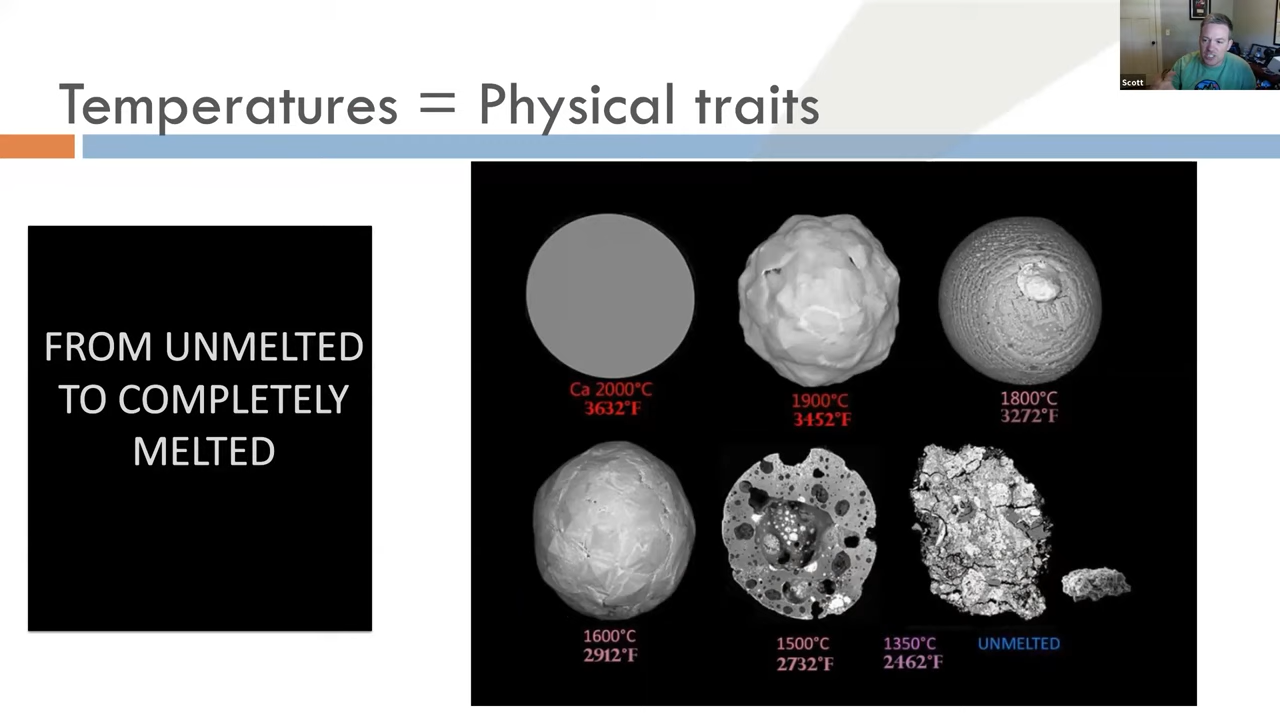 Scott
Temperatures = Physical traits
FROM UNMELTED
TO COMPLETELY
MELTED
Ca 2000°C
3632°F
1900°C
3452°F
1800°C
3272°F
1600°C
2912°F
1500°C
2732°F
1350°C
2462°F
UNMELTED